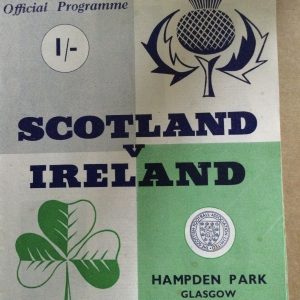 Official Programme
1/-
SCOTLAND
v
IRELAND
HAMPDEN PARK
GLASGOW